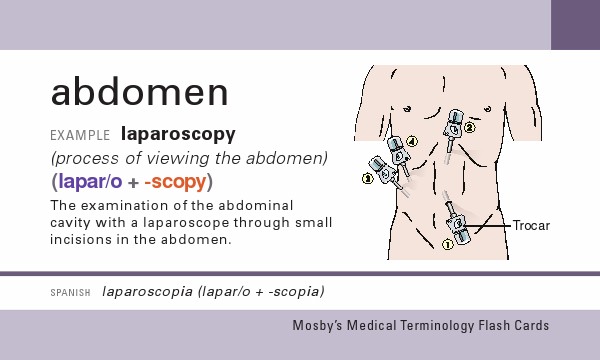 abdomen
EXAMPLE laparoscopy
(process of viewing the abdomen)
(lapar/o + -scopy)
The examination of the abdominal
cavity with a laparoscope through small
incisions in the abdomen.
2
4
3
1
Trocar
SPANISH laparoscopia (lapar/o + -scopia)
Mosby's Medical Terminology Flash Cards